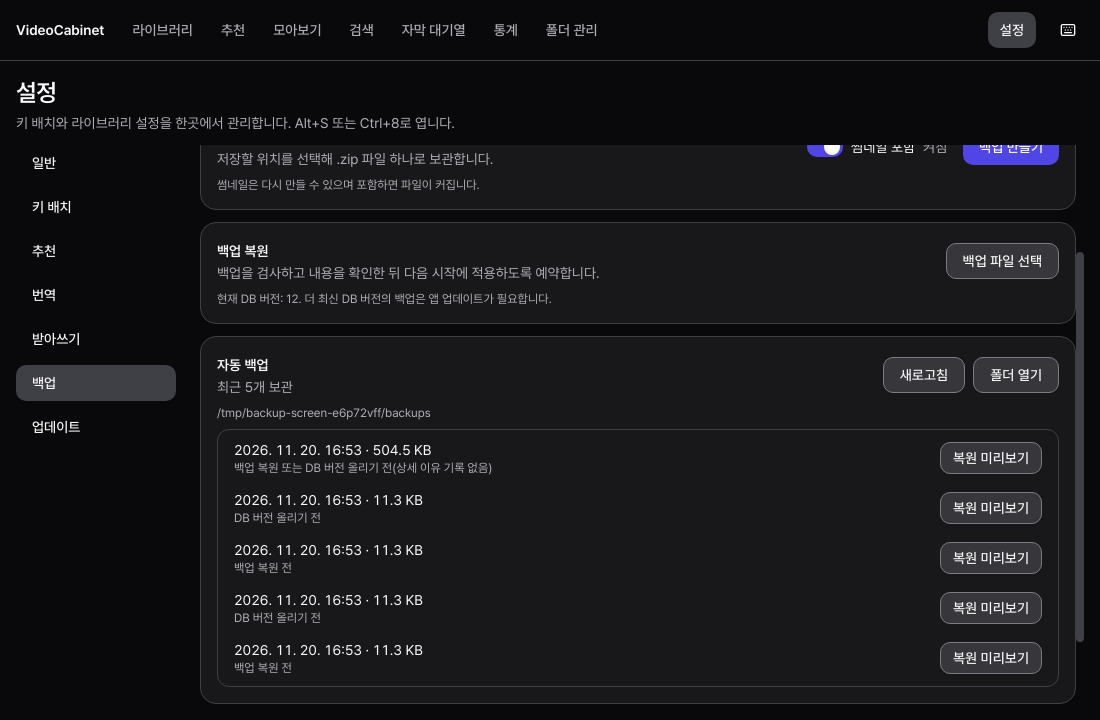 VideoCabinet 라이브러리 추천 모아보기 검색 자막 대기열 통계 폴더 관리 설정
설정
키 배치와 라이브러리 설정을 한곳에서 관리합니다. Alt+S 또는 Ctrl+8로 엽니다.
일반
키 배치
추천
번역
받아쓰기
백업
업데이트
저장할 위치를 선택해 .zip 파일 하나로 보관합니다.
썸네일 포함 켜짐 백업 만들기
썸네일은 다시 만들 수 있으며 포함하면 파일이 커집니다.
백업 복원
백업을 검사하고 내용을 확인한 뒤 다음 시작에 적용하도록 예약합니다.
현재 DB 버전: 12. 더 최신 DB 버전의 백업은 앱 업데이트가 필요합니다.
백업 파일 선택
자동 백업
최근 5개 보관
/tmp/backup-screen-e6p72vff/backups
새로고침 폴더 열기
2026. 11. 20. 16:53 · 504.5 KB
백업 복원 또는 DB 버전 올리기 전(상세 이유 기록 없음)
복원 미리보기
2026. 11. 20. 16:53 · 11.3 KB
DB 버전 올리기 전
복원 미리보기
2026. 11. 20. 16:53 · 11.3 KB
백업 복원 전
복원 미리보기
2026. 11. 20. 16:53 · 11.3 KB
DB 버전 올리기 전
복원 미리보기
2026. 11. 20. 16:53 · 11.3 KB
백업 복원 전
복원 미리보기